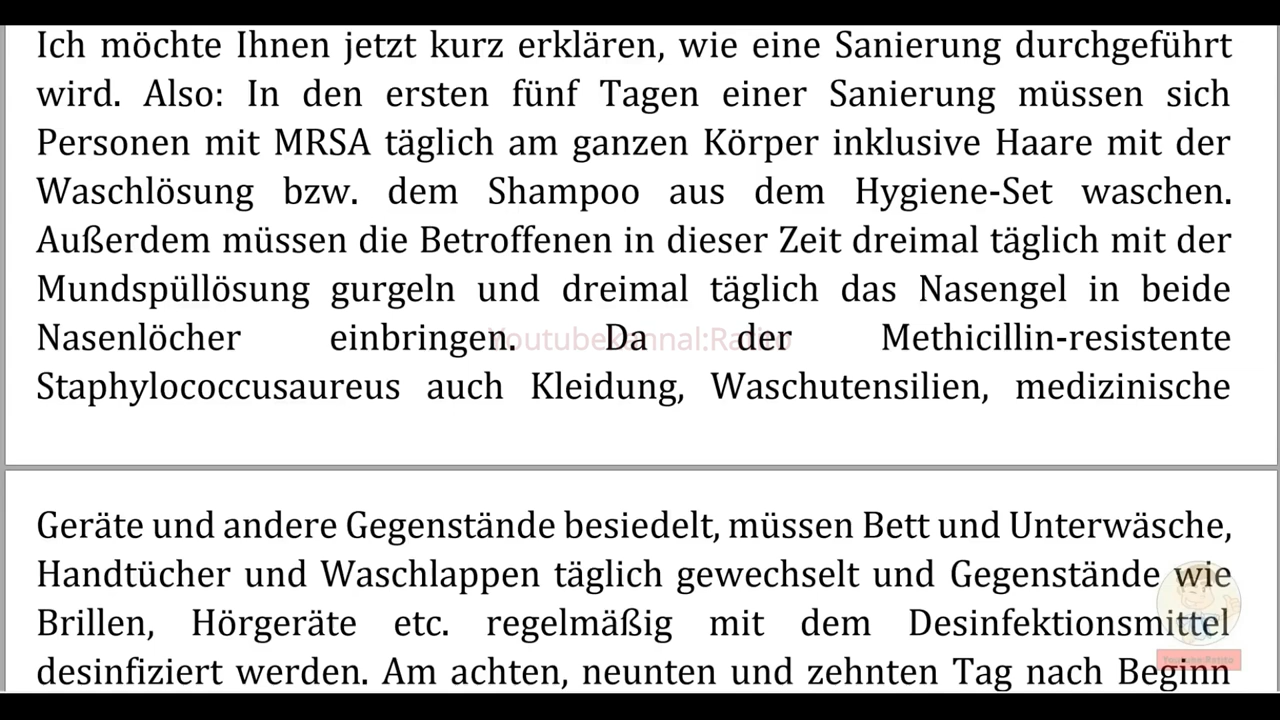 Ich möchte Ihnen jetzt kurz erklären, wie eine Sanierung durchgeführt
wird. Also: In den ersten fünf Tagen einer Sanierung müssen sich
Personen mit MRSA täglich am ganzen Körper inklusive Haare mit der
Waschlösung bzw. dem Shampoo aus dem Hygiene-Set waschen.
Außerdem müssen die Betroffenen in dieser Zeit dreimal täglich mit der
Mundspüllösung gurgeln und dreimal täglich das Nasengel in beide
Nasenlöcher einbringen. Da der Methicillin-resistente
Staphylococcusaureus auch Kleidung, Waschutensilien, medizinische
Geräte und andere Gegenstände besiedelt, müssen Bett und Unterwäsche,
Handtücher und Waschlappen täglich gewechselt und Gegenstände wie
Brillen, Hörgeräte etc. regelmäßig mit dem Desinfektionsmittel
desinfiziert werden. Am achten, neunten und zehnten Tag nach Beginn